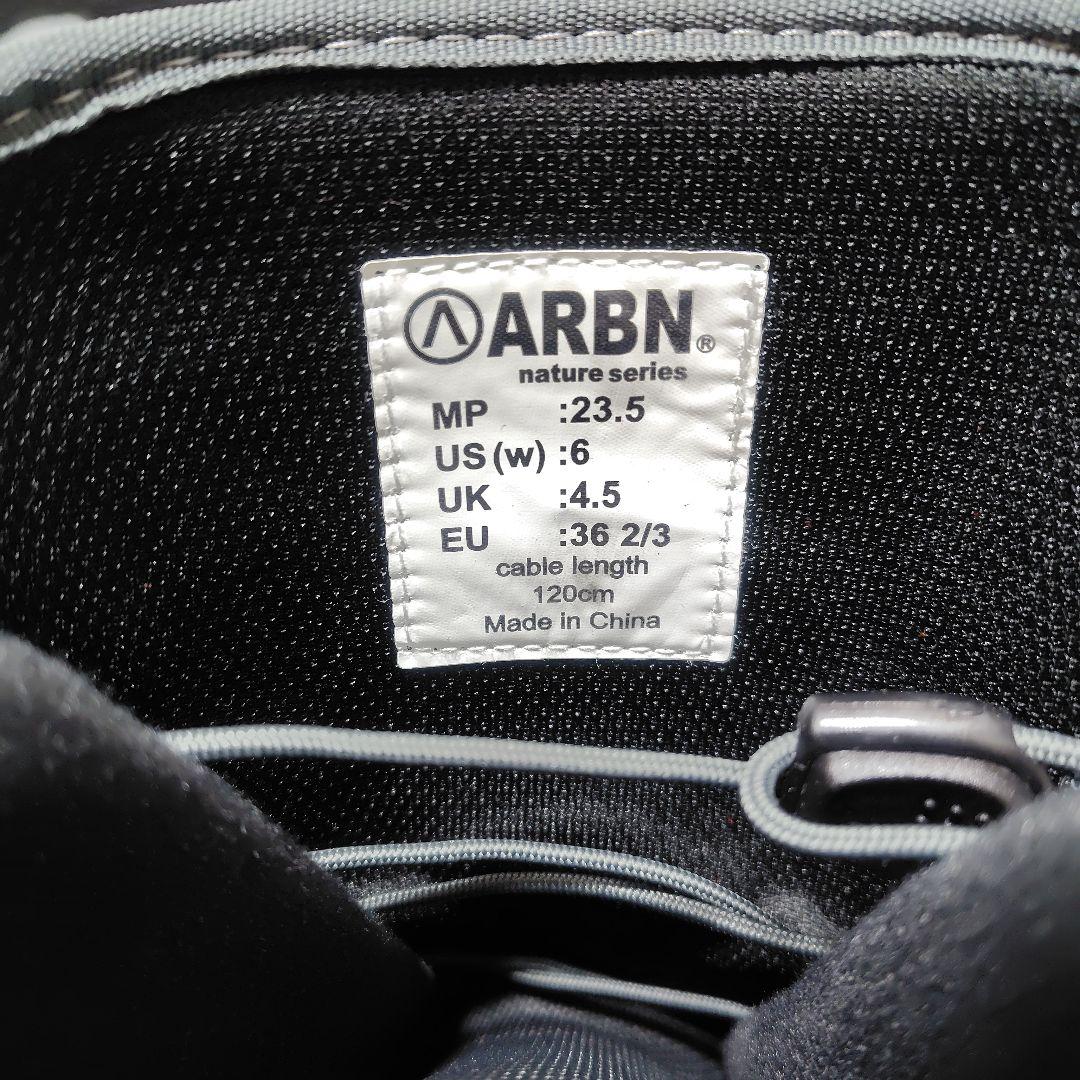 ARBN®
nature series
MP :23.5
US(w) :6
UK :4.5
EU :36 2/3
cable length
120cm
Made in China